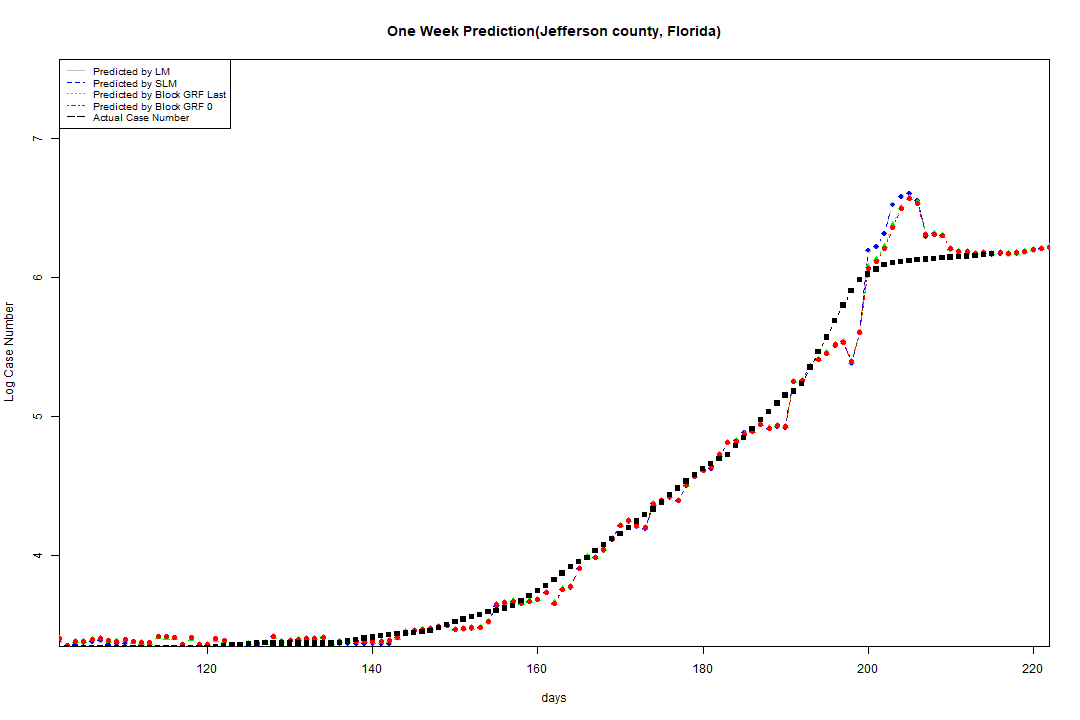 One Week Prediction(Jefferson county, Florida)
Predicted by LM
Predicted by SLM
Predicted by Block GRF Last
Predicted by Block GRF 0
Actual Case Number
7
6
5
4
Log Case Number
120 140 160 180 200 220
days